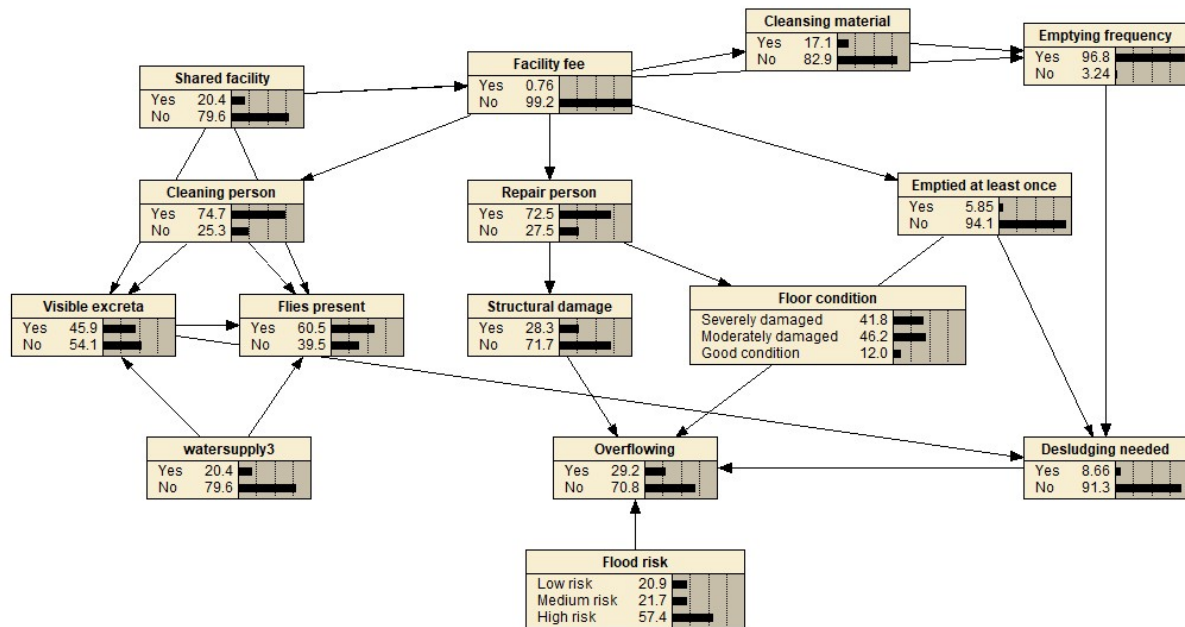 Cleansing material
Yes 17.1
No 82.9
Emptying frequency
Yes 96.8
No 3.24
Facility fee
Yes 0.76
No 99.2
Shared facility
Yes 20.4
No 79.6
Cleaning person
Yes 74.7
No 25.3
Repair person
Yes 72.5
No 27.5
Emptied at least once
Yes 5.85
No 94.1
Visible excreta
Yes 45.9
No 54.1
Flies present
Yes 60.5
No 39.5
Structural damage
Yes 28.3
No 71.7
Floor condition
Severely damaged 41.8
Moderately damaged 46.2
Good condition 12.0
watersupply3
Yes 20.4
No 79.6
Overflowing
Yes 29.2
No 70.8
Desludging needed
Yes 8.66
No 91.3
Flood risk
Low risk 20.9
Medium risk 21.7
High risk 57.4